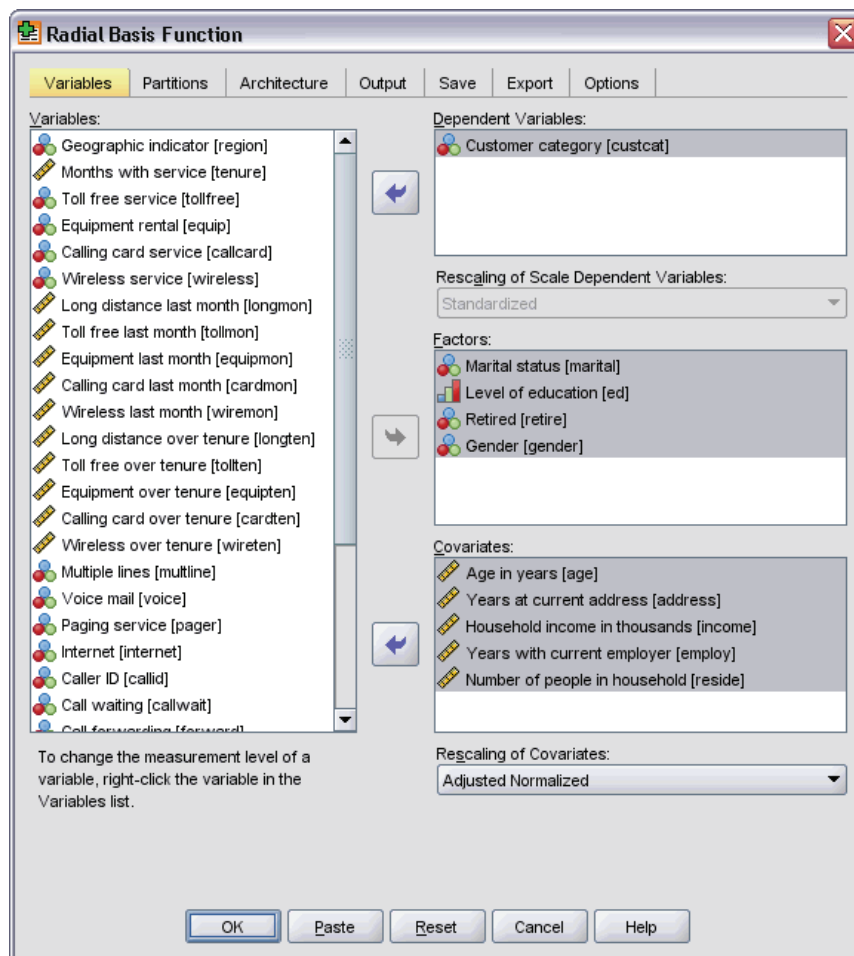 Radial Basis Function
Variables Partitions Architecture Output Save Export Options
Variables:
Geographic indicator [region]
Months with service [tenure]
Toll free service [tollfree]
Equipment rental [equip]
Calling card service [callcard]
Wireless service [wireless]
Long distance last month [longmon]
Toll free last month [tollmon]
Equipment last month [equipmon]
Calling card last month [cardmon]
Wireless last month [wiremon]
Long distance over tenure [longten]
Toll free over tenure [tollten]
Equipment over tenure [equipten]
Calling card over tenure [cardten]
Wireless over tenure [wireten]
Multiple lines [multline]
Voice mail [voice]
Paging service [pager]
Internet [internet]
Caller ID [callid]
Call waiting [callwait]
Call forwarding [forward]
To change the measurement level of a
variable, right-click the variable in the
Variables list.
Dependent Variables:
Customer category [custcat]
Rescaling of Scale Dependent Variables:
Standardized
Factors:
Marital status [marital]
Level of education [ed]
Retired [retire]
Gender [gender]
Covariates:
Age in years [age]
Years at current address [address]
Household income in thousands [income]
Years with current employer [employ]
Number of people in household [reside]
Rescaling of Covariates:
Adjusted Normalized
OK Paste Reset Cancel Help